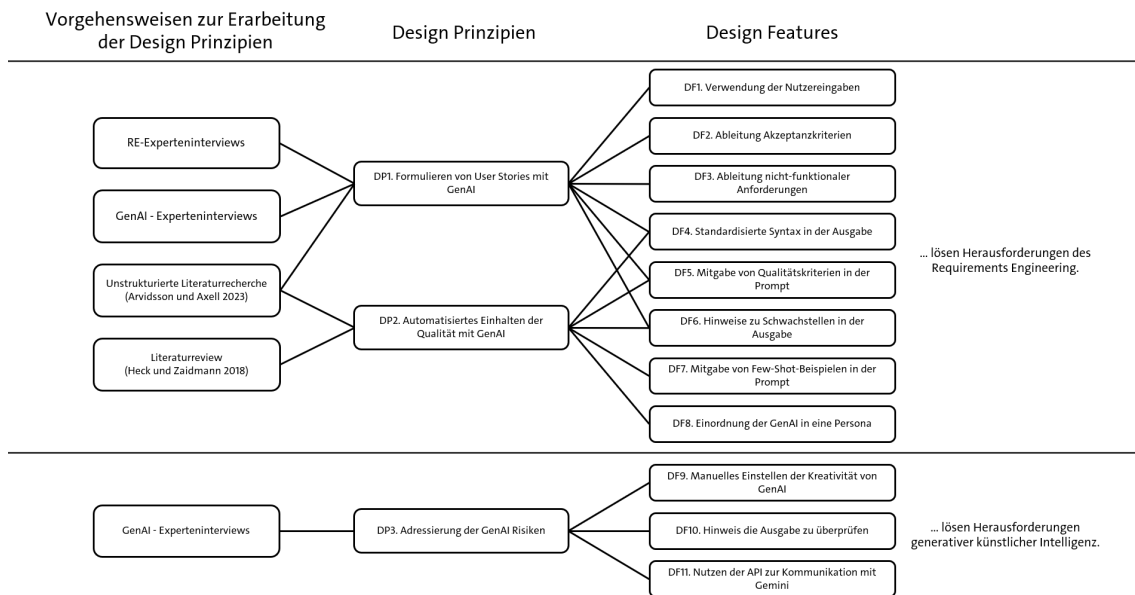 Vorgehensweisen zur Erarbeitung
der Design Prinzipien
Design Prinzipien
Design Features
RE-Experteninterviews
GenAI - Experteninterviews
Unstrukturierte Literaturrecherche
(Arvidsson und Axell 2023)
Literaturreview
(Heck und Zaidmann 2018)
DP1. Formulieren von User Stories mit
GenAI
DP2. Automatisiertes Einhalten der
Qualität mit GenAI
DF1. Verwendung der Nutzereingaben
DF2. Ableitung Akzeptanzkriterien
DF3. Ableitung nicht-funktionaler
Anforderungen
DF4. Standardisierte Syntax in der Ausgabe
DF5. Mitgabe von Qualitätskriterien in der
Prompt
DF6. Hinweise zu Schwachstellen in der
Ausgabe
DF7. Mitgabe von Few-Shot-Beispielen in der
Prompt
DF8. Einordnung der GenAI in eine Persona
... lösen Herausforderungen des
Requirements Engineering.
GenAI - Experteninterviews
DP3. Adressierung der GenAI Risiken
DF9. Manuelles Einstellen der Kreativität von
GenAI
DF10. Hinweis die Ausgabe zu überprüfen
DF11. Nutzen der API zur Kommunikation mit
Gemini
... lösen Herausforderungen
generativer künstlicher Intelligenz.